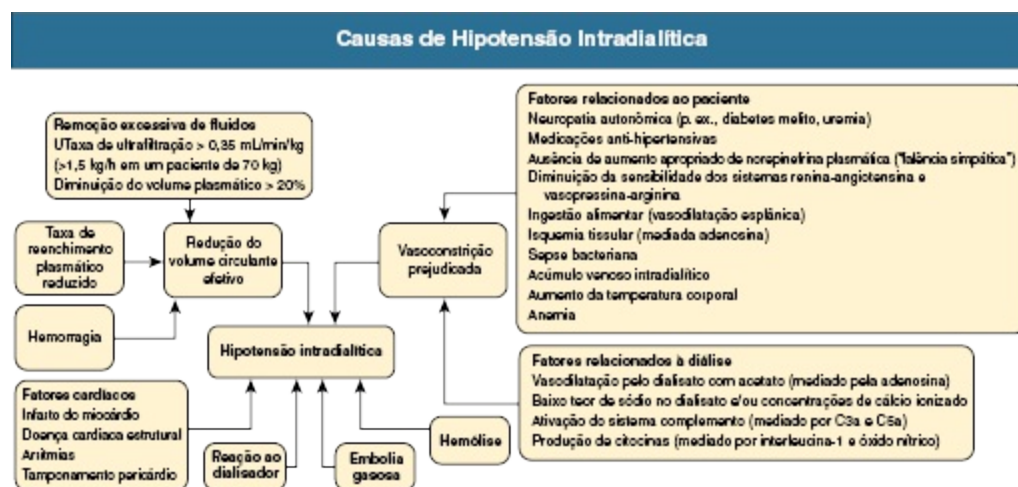 Causas de Hipotensão Intradialítica
Remoção excessiva de fluidos
UTaxa de ultrafiltração > 0,35 mL/min/kg
(>1,5 kg/h em um paciente de 70 kg)
Diminuição do volume plasmático > 20%
Taxa de
reenchimento
plasmático
reduzido
Redução do
volume circulante
efetivo
Hemorragia
Vasoconstrição
prejudicada
Fatores relacionados ao paciente
Neuropatia autonômica (p. ex., diabetes melito, uremia)
Medicações anti-hipertensivas
Ausência de aumento apropriado de norepinefrina plasmática ("falência simpática")
Diminuição da sensibilidade dos sistemas renina-angiotensina e
vasopressina-arginina
Ingestão alimentar (vasodilatação esplânica)
Isquemia tissular (mediada adenosina)
Sepse bacteriana
Acúmulo venoso intradialítico
Aumento da temperatura corporal
Anemia
Hipotensão intradialítica
Fatores cardíacos
Infarto do miocárdio
Doença cardíaca estrutural
Arritmias
Tamponamento pericárdio
Reação ao
dialisador
Embolia
gasosa
Hemólise
Fatores relacionados à diálise
Vasodilatação pelo dialisato com acetato (mediado pela adenosina)
Baixo teor de sódio no dialisato e/ou concentrações de cálcio ionizado
Ativação do sistema complemento (mediado por C3a e C5a)
Produção de citocinas (mediado por interleucina-1 e óxido nítrico)